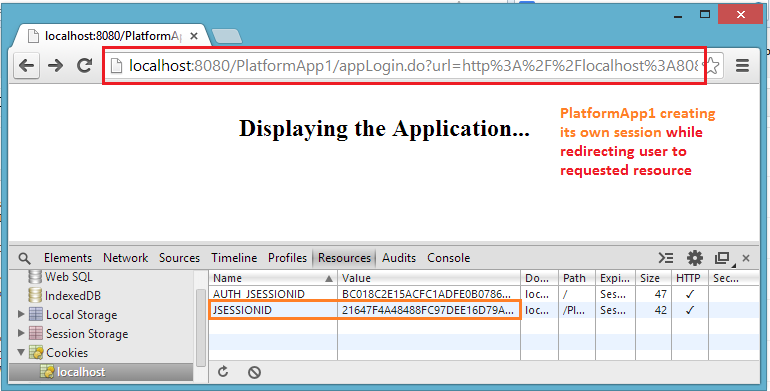 localhost:8080/PlatformAp
localhost:8080/PlatformApp1/appLogin.do?url=http%3A%2F%2Flocalhost%3A808
Displaying the Application...
PlatformApp1 creating
its own session while
redirecting user to
requested resource
Elements Network Sources Timeline Profiles Resources Audits Console
Web SQL
IndexedDB
Local Storage
Session Storage
Cookies
localhost
Name Value Do... Path Expi... Size HTTP Sec...
AUTH_JSESSIONID BC018C2E15ACFC1ADFE0B0786... loc... / Ses... 47 ✓
JSESSIONID 21647F4A48488FC97DEE16D79A... loc... /Pl... Ses... 42 ✓